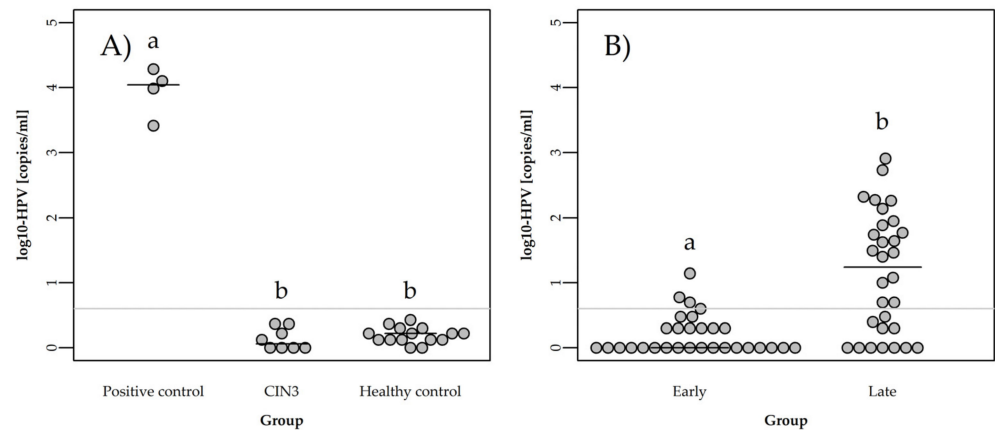 A)
a
b
b
log10-HPV [copies/ml]
5
4
3
2
1
0
Positive control
CIN3
Healthy control
Group
B)
a
b
log10-HPV [copies/ml]
5
4
3
2
1
0
Early
Late
Group